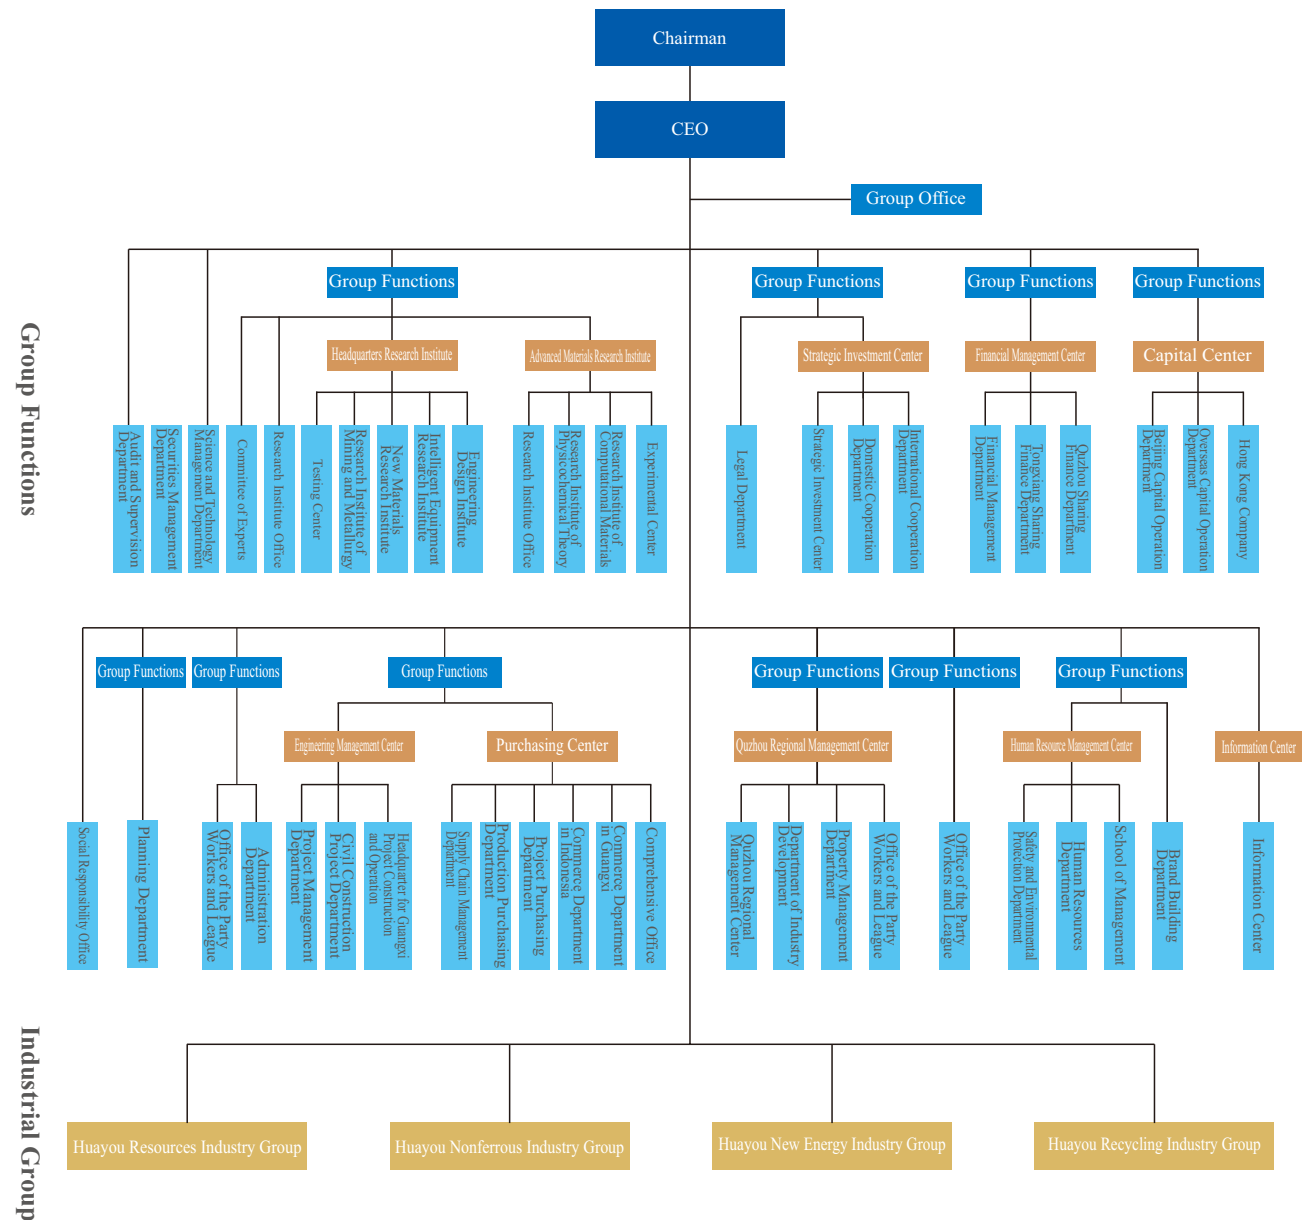 Chairman
CEO
Group Office
Group Functions
Group Functions
Group Functions
Group Functions
Group Functions
Headquarters Research Institute
Advanced Materials Research Institute
Strategic Investment Center
Financial Management Center
Capital Center
Audit and Supervision
Department
Securities Management
Department
Science and Technology
Management Department
Committee of Experts
Research Institute Office
Testing Center
Research Institute of
Mining and Metallurgy
New Materials
Research Institute
Intelligent Equipment
Research Institute
Engineering
Design Institute
Research Institute Office
Research Institute of
Physicochemical Theory
Research Institute of
Computational Materials
Experimental Center
Legal Department
Strategic Investment Center
Domestic Cooperation
Department
International Cooperation
Department
Financial Management
Department
Tongxiang Sharing
Finance Department
Quzhou Sharing
Finance Department
Beijing Capital Operation
Department
Overseas Capital Operation
Department
Hong Kong Company
Group Functions
Group Functions
Group Functions
Group Functions
Group Functions
Group Functions
Engineering Management Center
Purchasing Center
Quzhou Regional Management Center
Human Resource Management Center
Information Center
Social Responsibility Office
Planning Department
Office of the Party
Workers and League
Administration
Department
Project Management
Department
Civil Construction
Project Department
Headquarter for Guangxi
Project Construction
and Operation
Supply Chain Management
Department
Production Purchasing
Department
Project Purchasing
Department
Commerce Department
in Indonesia
Commerce Department
in Guangxi
Comprehensive Office
Quzhou Regional
Management Center
Department of Industry
Development
Property Management
Department
Office of the Party
Workers and League
Office of the Party
Workers and League
Safety and Environmental
Protection Department
Human Resources
Department
School of Management
Brand Building
Department
Information Center
Industrial Group
Huayou Resources Industry Group
Huayou Nonferrous Industry Group
Huayou New Energy Industry Group
Huayou Recycling Industry Group